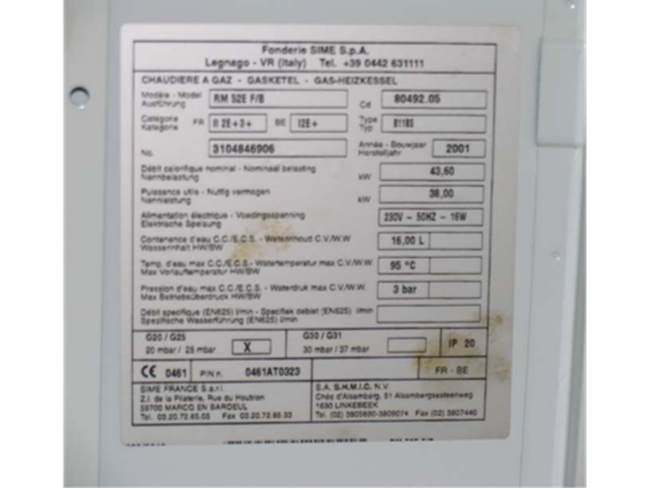 Fonderie SIME S.p.A.
Legnago - VR (Italy) Tel. +39 0442 631111
CHAUDIERE A GAZ - GASKETEL - GAS-HEIZKESSEL
Modèle - Model RM 52E F/B Cd 80492.05
Ausführung
Catégorie FR II 2E+3+ BE I2E+ Type B11BS
Kategorie Typ
No. 3104846906 Année - Bouwjaar 2001
Herstelljahr
Débit calorifique nominal - Nominaal belasting kW 43,60
Nannbelastung
Puissance utile - Nuttig vermogen kW 38,00
Nannleistung
Alimentation électrique - Voedingsspanning 230V - 50HZ - 16W
Elektrische Speisung
Contenance d'eau C.C./E.C.S. - Waterinhoud C.V./W.W. 16,00 L
Wasserinhalt HW/BW
Temp. d'eau max C.C./E.C.S. - Watertemperatuur max C.V./W.W. 95 °C
Max Vorlauftemperatur HW/BW
Pression d'eau max C.C./E.C.S. - Waterdruk max C.V./W.W. 3 bar
Max Betriebsüberdruck HW/BW
Débit spécifique (EN625) l/min - Specifiek debiet (EN625) l/min
Spezifische Wasserführung (EN625) l/min
G20 / G25 G30 / G31
20 mbar / 25 mbar X 30 mbar / 37 mbar IP 20
CE 0461 P/N n. 0461AT0323 FR - BE
SIME FRANCE S.a.r.l. S.A. S.H.M.I.C. N.V.
Z.I. de la Pilaterie, Rue du Houblon Chée d'Alsemberg, 21 Alsembergsesteenweg
59700 MARCQ EN BAROEUL 1630 LINKEBEEK
Tel. 03.20.72.65.05 Fax 03.20.72.65.33 Tel. (02) 3805690-3809074 Fax (02) 3807440